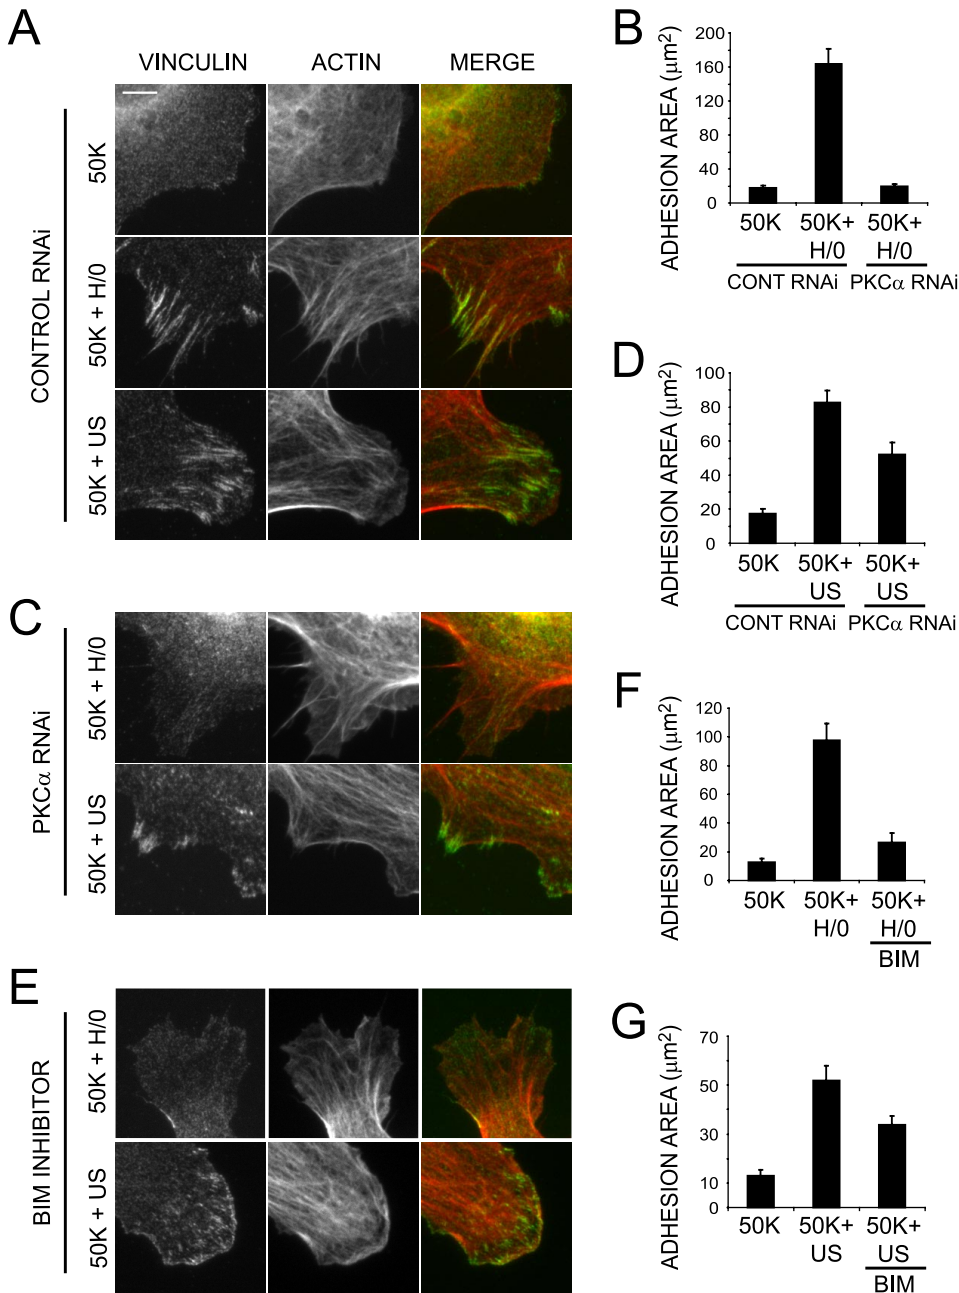 A
VINCULIN ACTIN MERGE
CONTROL RNAi
50K
50K + H/0
50K + US
B
ADHESION AREA (μm²)
200
160
120
80
40
0
50K 50K+ 50K+
H/0 H/0
CONT RNAi PKCα RNAi
D
ADHESION AREA (μm²)
100
80
60
40
20
0
50K 50K+ 50K+
US US
CONT RNAi PKCα RNAi
C
PKCα RNAi
50K + H/0
50K + US
F
ADHESION AREA (μm²)
120
100
80
60
40
20
0
50K 50K+ 50K+
H/0 H/0
BIM
E
BIM INHIBITOR
50K + H/0
50K + US
G
ADHESION AREA (μm²)
70
50
30
10
0
50K 50K+ 50K+
US US
BIM